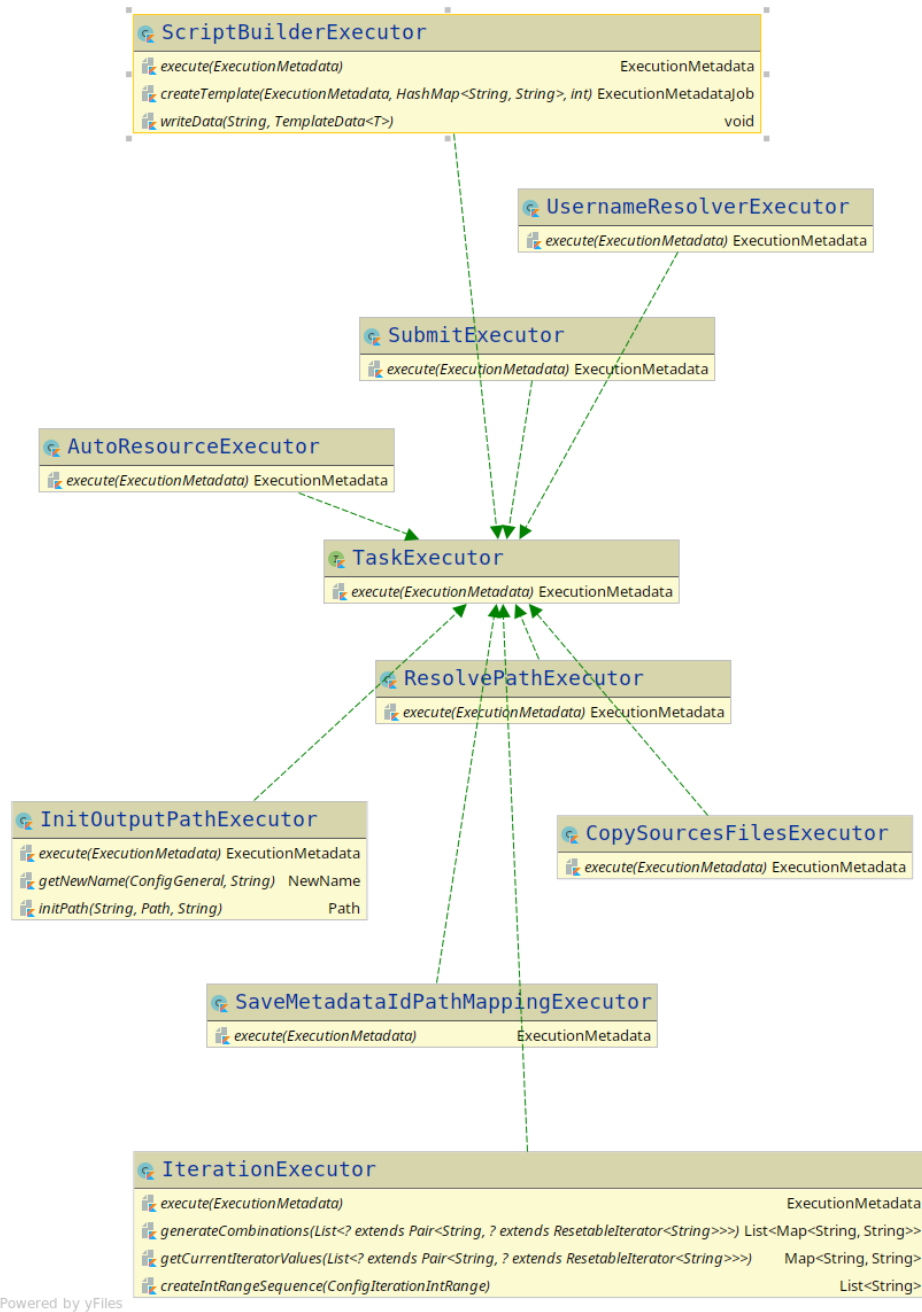 ScriptBuilderExecutor
execute(ExecutionMetadata) ExecutionMetadata
createTemplate(ExecutionMetadata, HashMap<String, String>, int) ExecutionMetadataJob
writeData(String, TemplateData<T>) void
UsernameResolverExecutor
execute(ExecutionMetadata) ExecutionMetadata
SubmitExecutor
execute(ExecutionMetadata) ExecutionMetadata
AutoResourceExecutor
execute(ExecutionMetadata) ExecutionMetadata
TaskExecutor
execute(ExecutionMetadata) ExecutionMetadata
ResolvePathExecutor
execute(ExecutionMetadata) ExecutionMetadata
InitOutputPathExecutor
execute(ExecutionMetadata) ExecutionMetadata
getNewName(ConfigGeneral, String) NewName
initPath(String, Path, String) Path
CopySourcesFilesExecutor
execute(ExecutionMetadata) ExecutionMetadata
SaveMetadataIdPathMappingExecutor
execute(ExecutionMetadata) ExecutionMetadata
IterationExecutor
execute(ExecutionMetadata) ExecutionMetadata
generateCombinations(List<? extends Pair<String, ? extends ResetableIterator<String>>>) List<Map<String, String>>
getCurrentIteratorValues(List<? extends Pair<String, ? extends ResetableIterator<String>>>) Map<String, String>
createIntRangeSequence(ConfigIterationIntRange) List<String>
Powered by yFiles